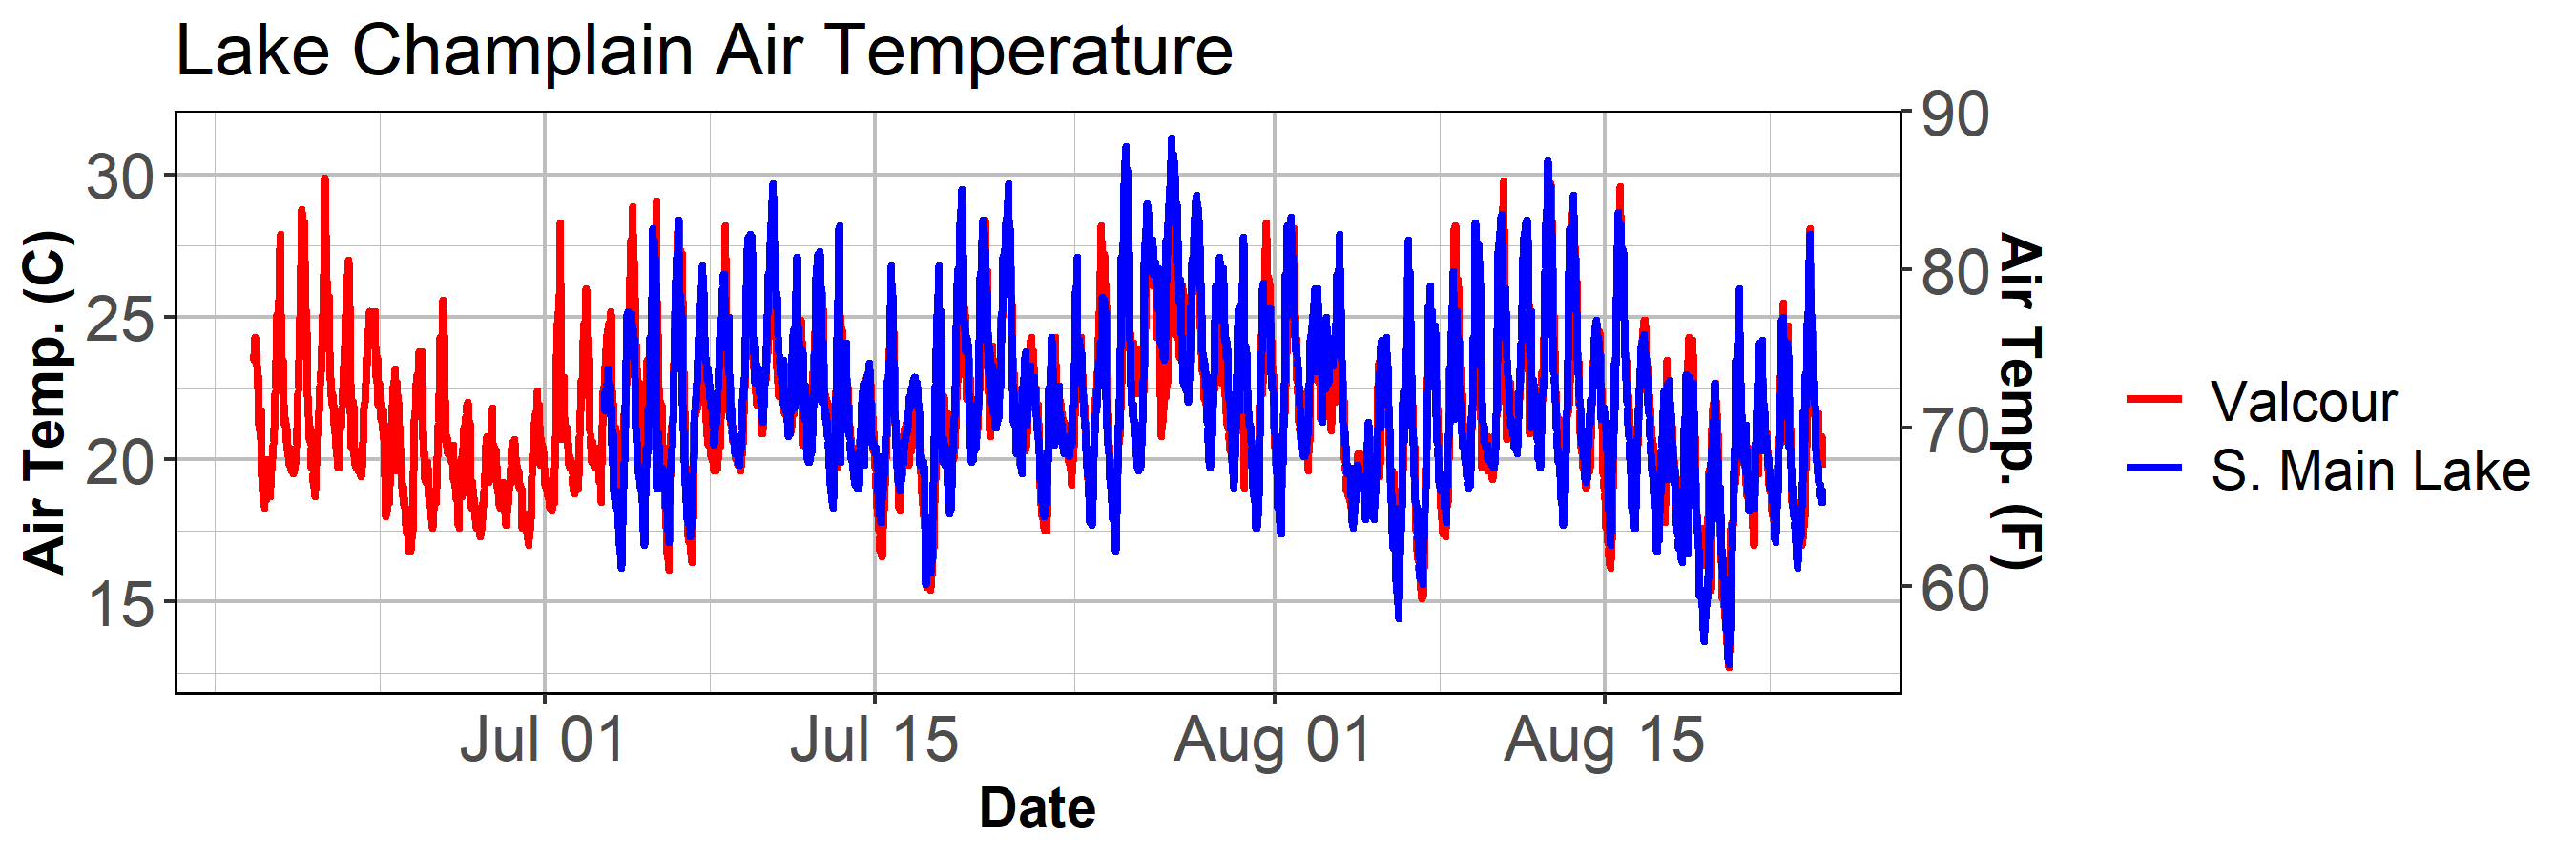 Lake Champlain Air Temperature
Air Temp. (C)
30
25
20
15
90
80
70
60
Air Temp. (F)
Jul 01 Jul 15 Aug 01 Aug 15
Date
Valcour
S. Main Lake